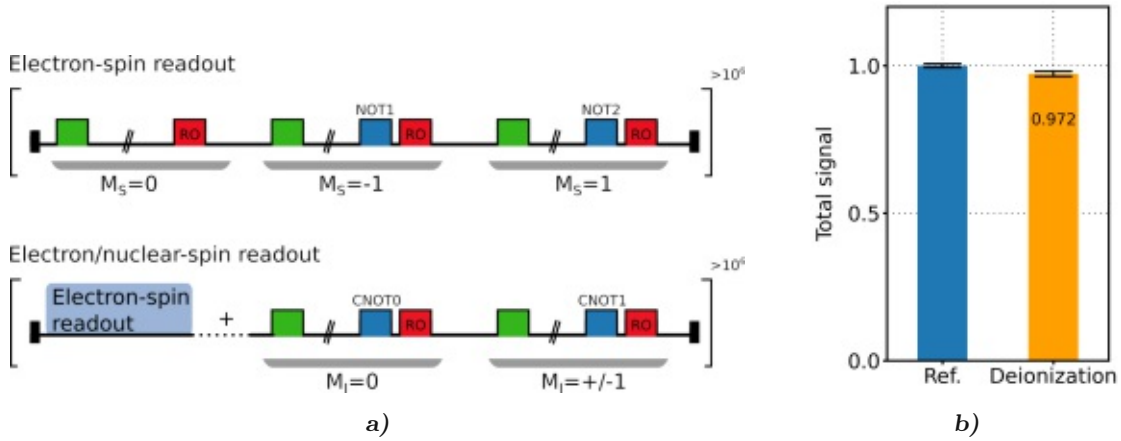 Electron-spin readout
>10⁶
NOT1
NOT2
RO
RO
RO
M_S=0
M_S=-1
M_S=1
Electron/nuclear-spin readout
>10⁶
Electron-spin
readout
+
CNOT0
CNOT1
RO
RO
M_I=0
M_I=+/-1
a)
Total signal
1.0
0.5
0.0
0.972
Ref.
Deionization
b)